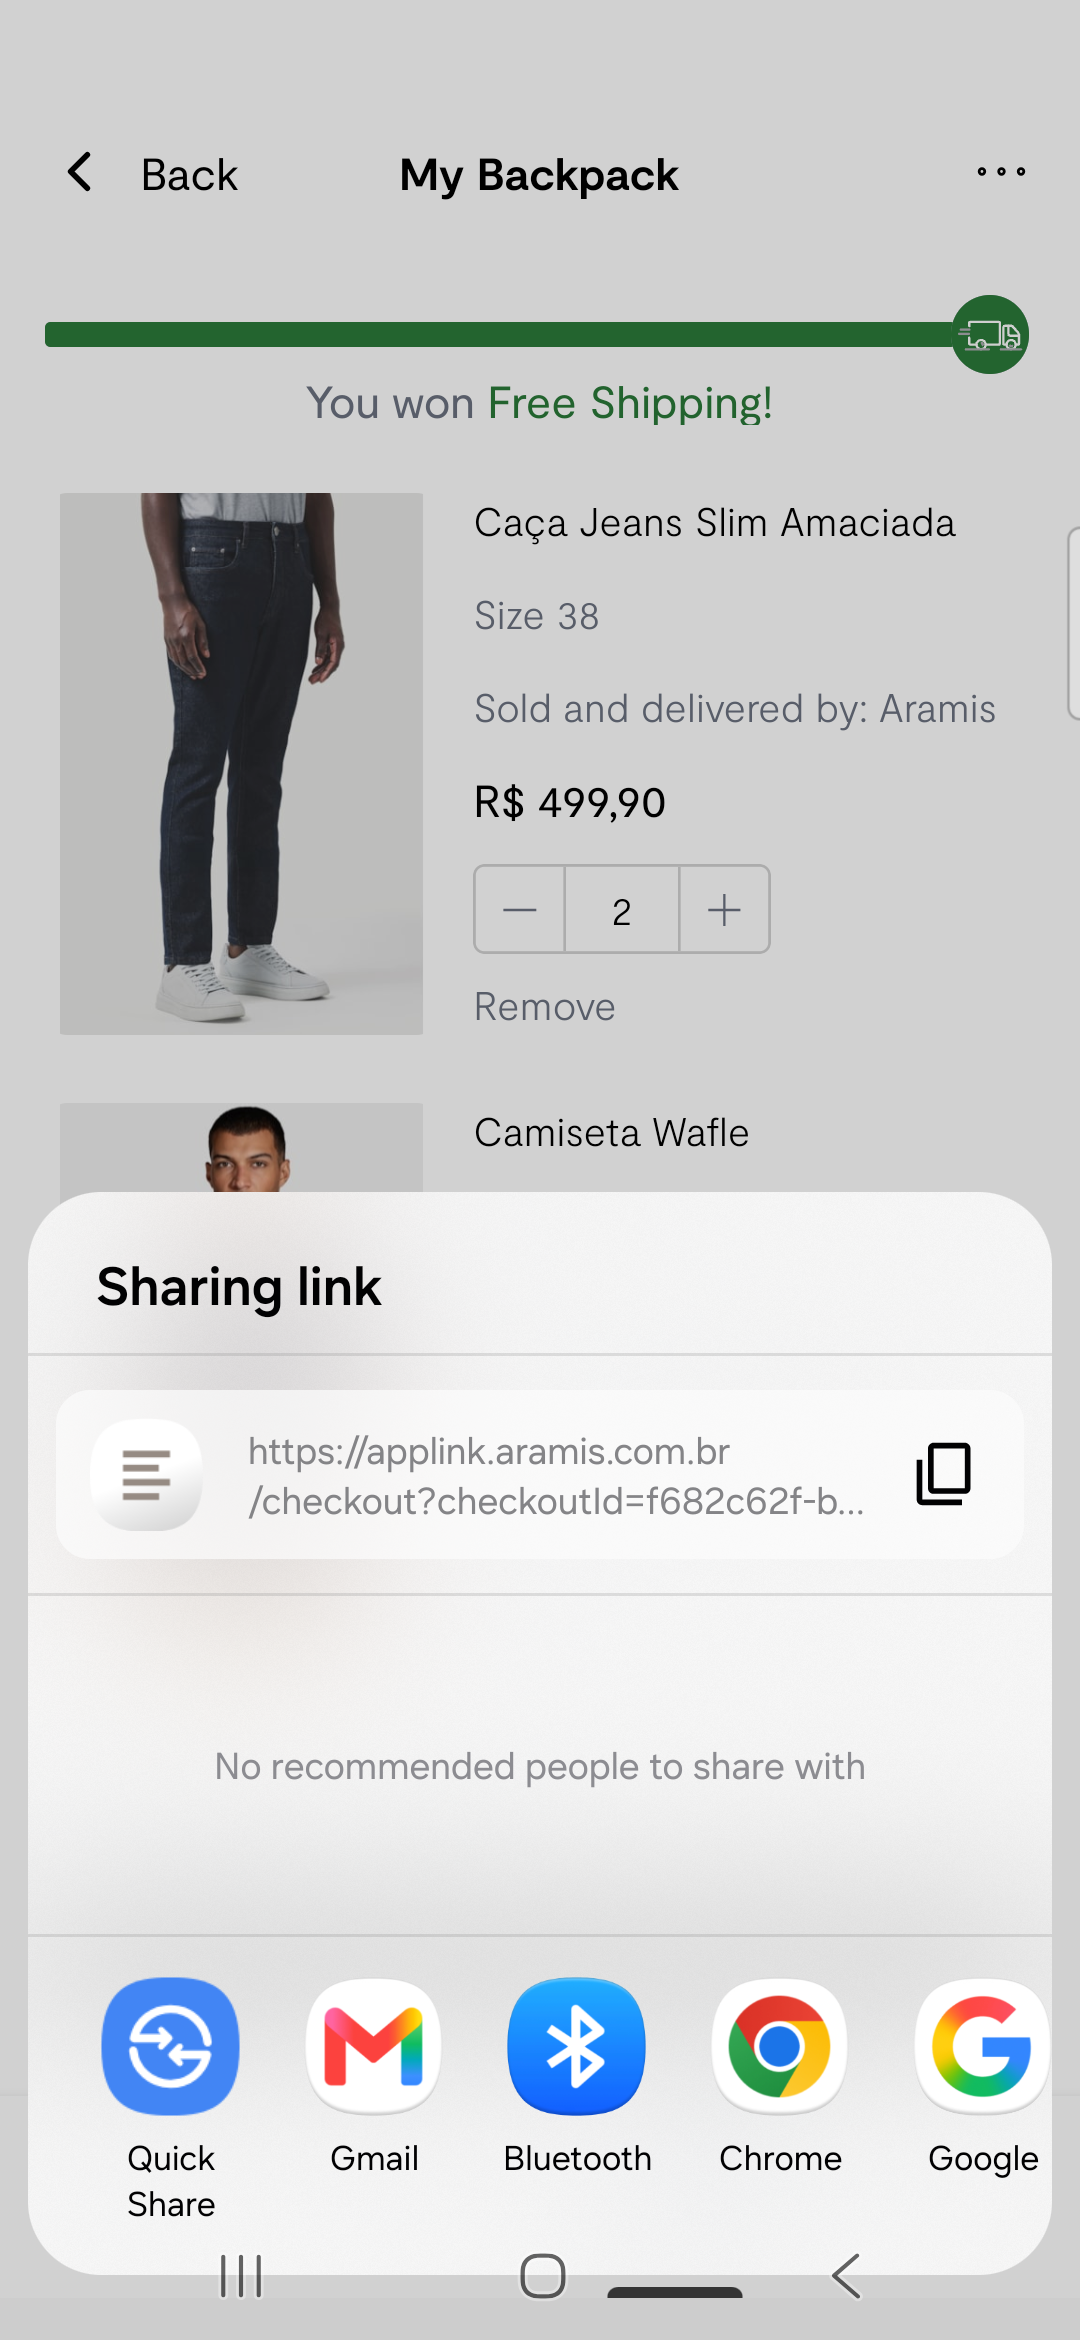 Back
My Backpack
You won Free Shipping!
Caça Jeans Slim Amaciada
Size 38
Sold and delivered by: Aramis
R$ 499,90
2
Remove
Camiseta Wafle
Sharing link
https://applink.aramis.com.br
/checkout?checkoutId=f682c62f-b...
No recommended people to share with
Quick
Share
Gmail
Bluetooth
Chrome
Google